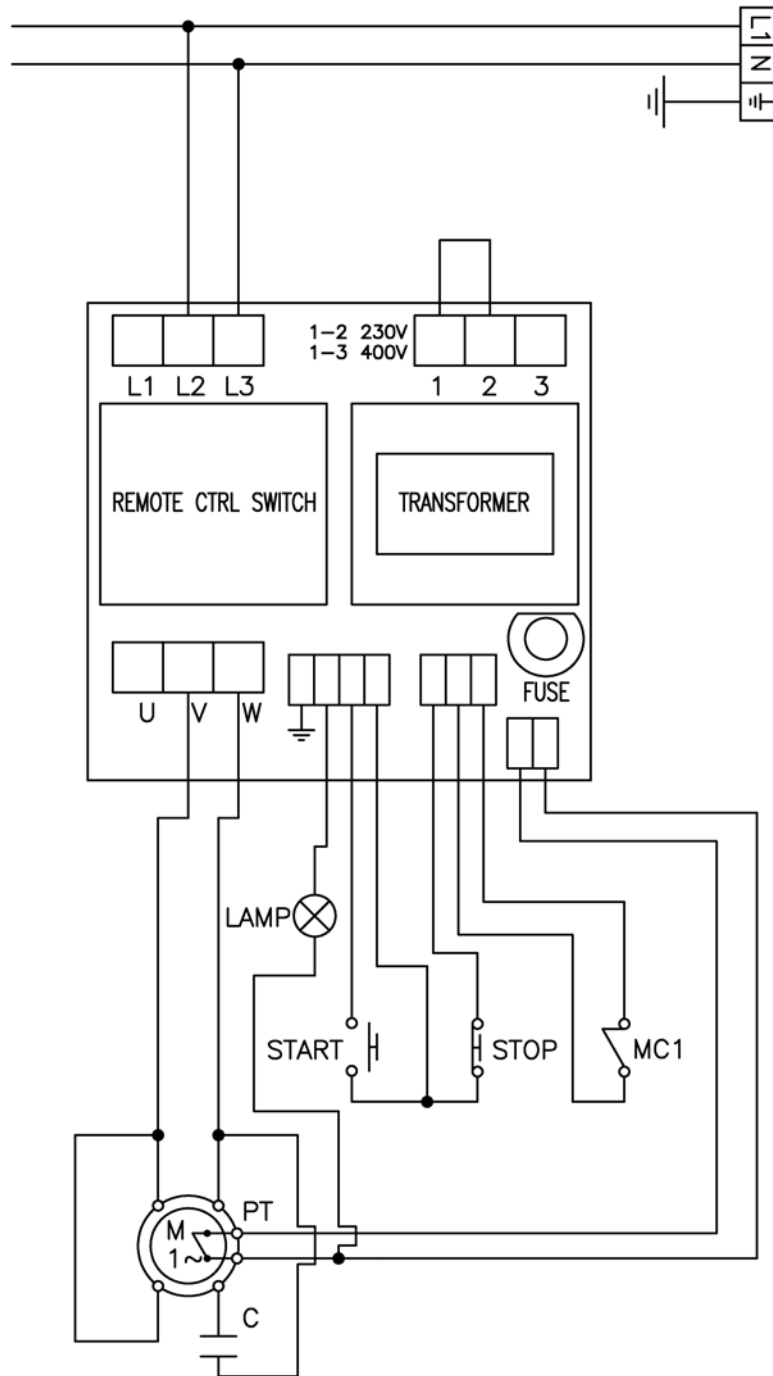 L1
N
1-2 230V
1-3 400V
L1 L2 L3
1 2 3
REMOTE CTRL SWITCH
TRANSFORMER
FUSE
U V W
LAMP
START
STOP
MC1
PT
M
1~
C